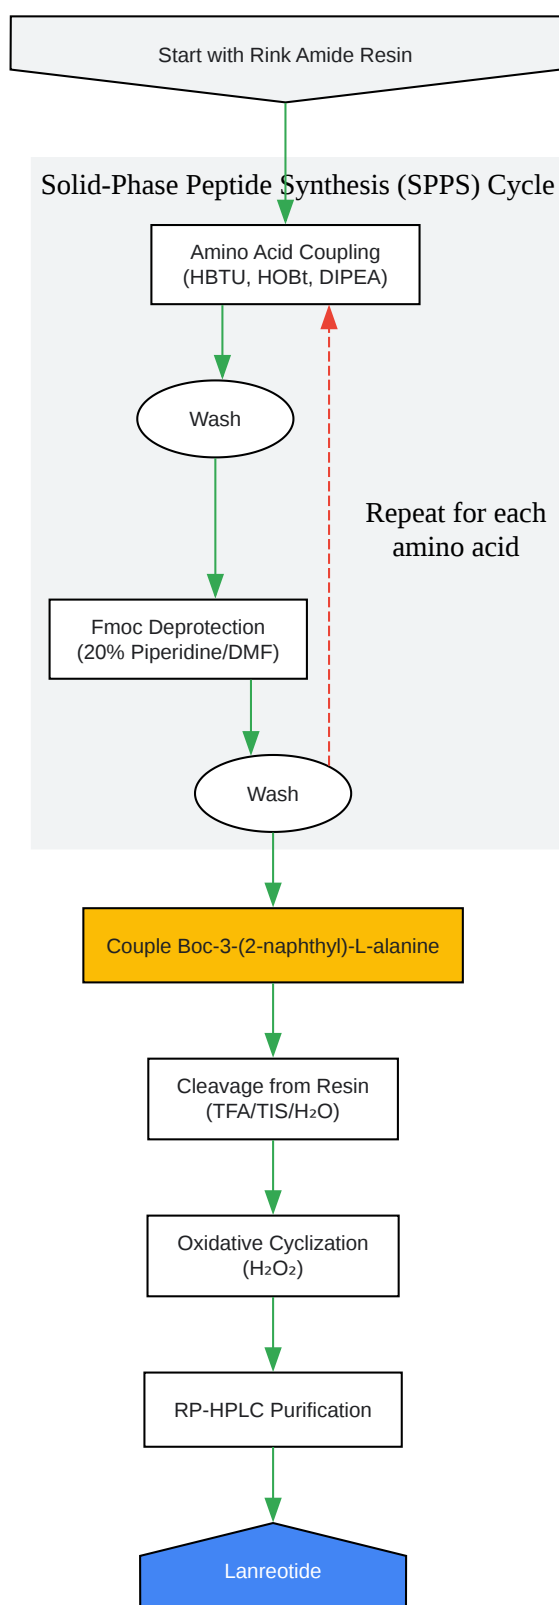 Start with Rink Amide Resin
Solid-Phase Peptide Synthesis (SPPS) Cycle
Amino Acid Coupling
(HBTU, HOBt, DIPEA)
Wash
Repeat for each
amino acid
Fmoc Deprotection
(20% Piperidine/DMF)
Wash
Couple Boc-3-(2-naphthyl)-L-alanine
Cleavage from Resin
(TFA/TIS/H₂O)
Oxidative Cyclization
(H₂O₂)
RP-HPLC Purification
Lanreotide